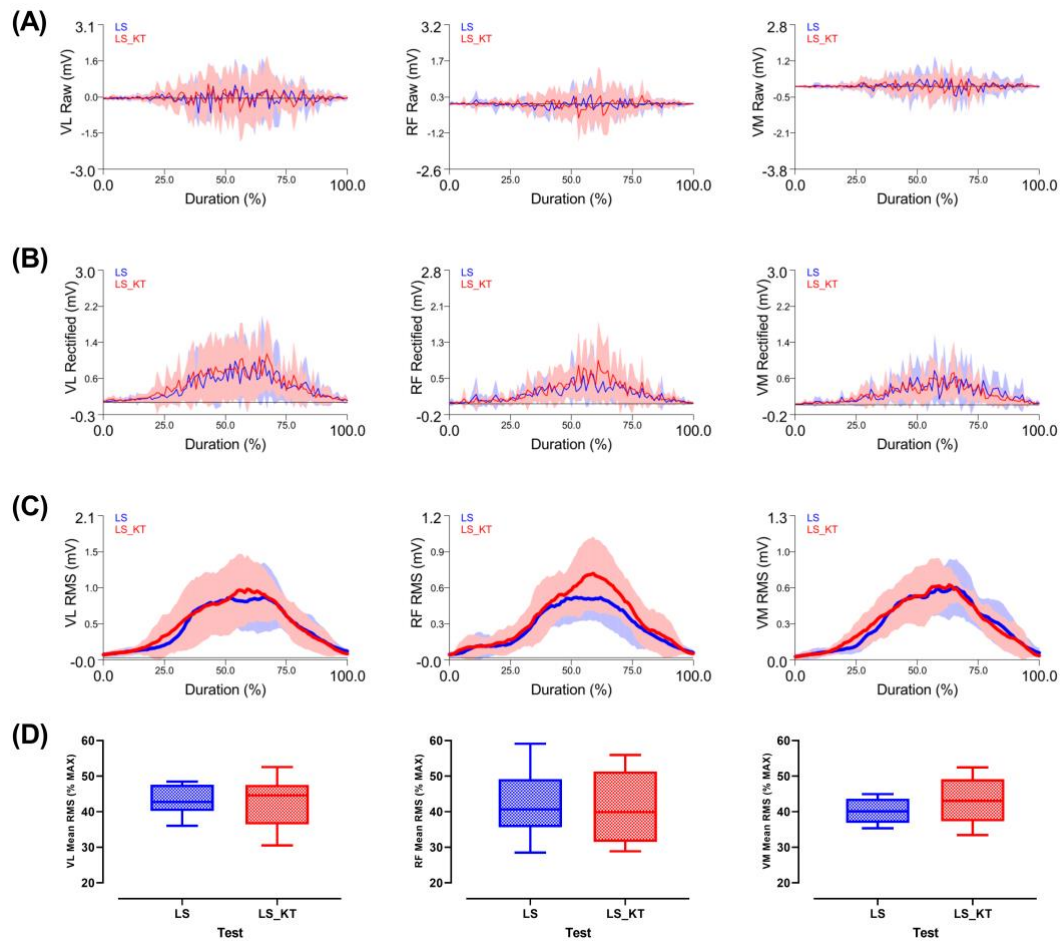 (A)
VL Raw (mV)
3.1
1.6
0.0
-1.5
-3.0
LS
LS_KT
0.0 25.0 50.0 75.0 100.0
Duration (%)
RF Raw (mV)
3.1
1.7
0.3
-1.2
-2.6
LS
LS_KT
0.0 25.0 50.0 75.0 100.0
Duration (%)
VM Raw (mV)
2.8
1.2
-0.5
-2.1
-3.8
LS
LS_KT
0.0 25.0 50.0 75.0 100.0
Duration (%)
(B)
VL Rectified (mV)
3.0
2.2
1.4
0.6
-0.3
LS
LS_KT
0.0 25.0 50.0 75.0 100.0
Duration (%)
RF Rectified (mV)
2.8
2.1
1.3
0.5
-0.2
LS
LS_KT
0.0 25.0 50.0 75.0 100.0
Duration (%)
VM Rectified (mV)
3.0
2.2
1.4
0.6
-0.2
LS
LS_KT
0.0 25.0 50.0 75.0 100.0
Duration (%)
(C)
VL RMS (mV)
2.1
1.5
1.0
0.5
-0.0
LS
LS_KT
0.0 25.0 50.0 75.0 100.0
Duration (%)
RF RMS (mV)
1.2
0.9
0.6
0.3
-0.0
LS
LS_KT
0.0 25.0 50.0 75.0 100.0
Duration (%)
VM RMS (mV)
1.3
1.0
0.6
0.3
0.0
LS
LS_KT
0.0 25.0 50.0 75.0 100.0
Duration (%)
(D)
VL Mean RMS (% MAX)
60
50
40
30
20
LS LS_KT
Test
RF Mean RMS (% MAX)
60
50
40
30
20
LS LS_KT
Test
VM Mean RMS (% MAX)
60
50
40
30
20
LS LS_KT
Test